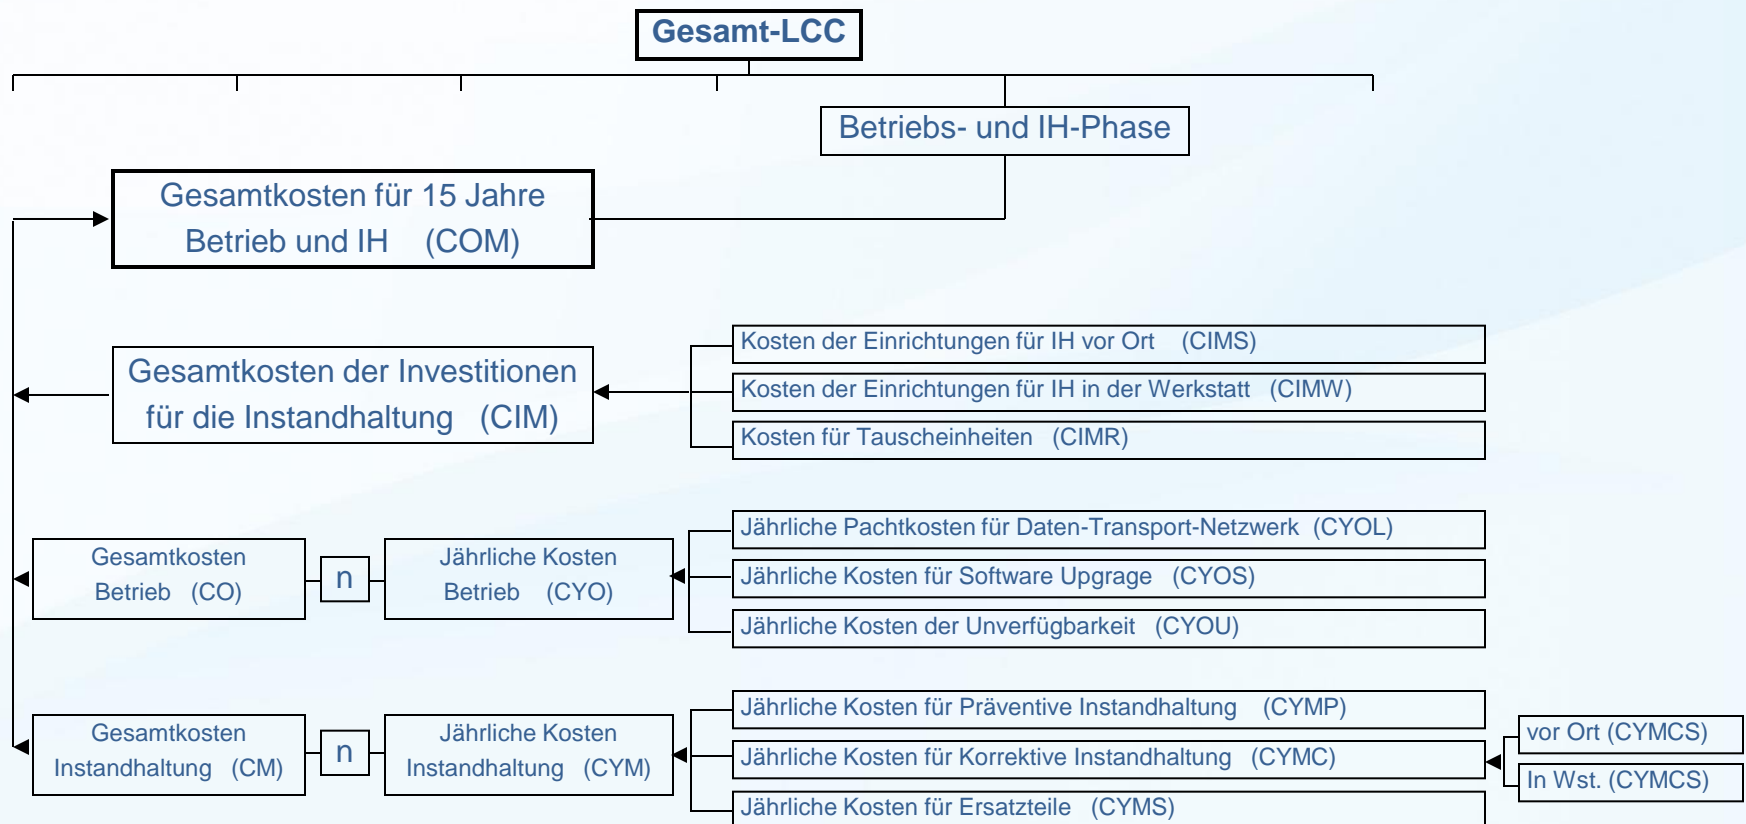 Gesamt-LCC
Betriebs- und IH-Phase
Gesamtkosten für 15 Jahre
Betrieb und IH (COM)
Gesamtkosten der Investitionen
für die Instandhaltung (CIM)
Kosten der Einrichtungen für IH vor Ort (CIMS)
Kosten der Einrichtungen für IH in der Werkstatt (CIMW)
Kosten für Tauscheinheiten (CIMR)
Gesamtkosten
Betrieb (CO)
n
Jährliche Kosten
Betrieb (CYO)
Jährliche Pachtkosten für Daten-Transport-Netzwerk (CYOL)
Jährliche Kosten für Software Upgrage (CYOS)
Jährliche Kosten der Unverfügbarkeit (CYOU)
Gesamtkosten
Instandhaltung (CM)
n
Jährliche Kosten
Instandhaltung (CYM)
Jährliche Kosten für Präventive Instandhaltung (CYMP)
Jährliche Kosten für Korrektive Instandhaltung (CYMC)
Jährliche Kosten für Ersatzteile (CYMS)
vor Ort (CYMCS)
In Wst. (CYMCS)